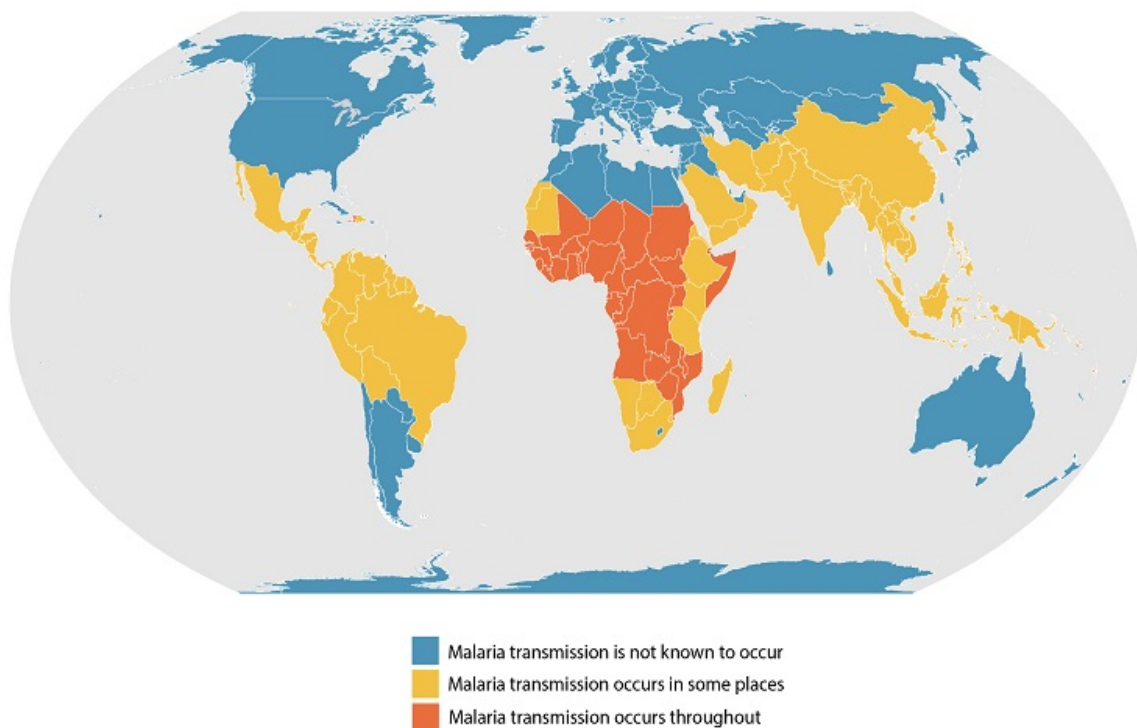 Malaria transmission is not known to occur
Malaria transmission occurs in some places
Malaria transmission occurs throughout